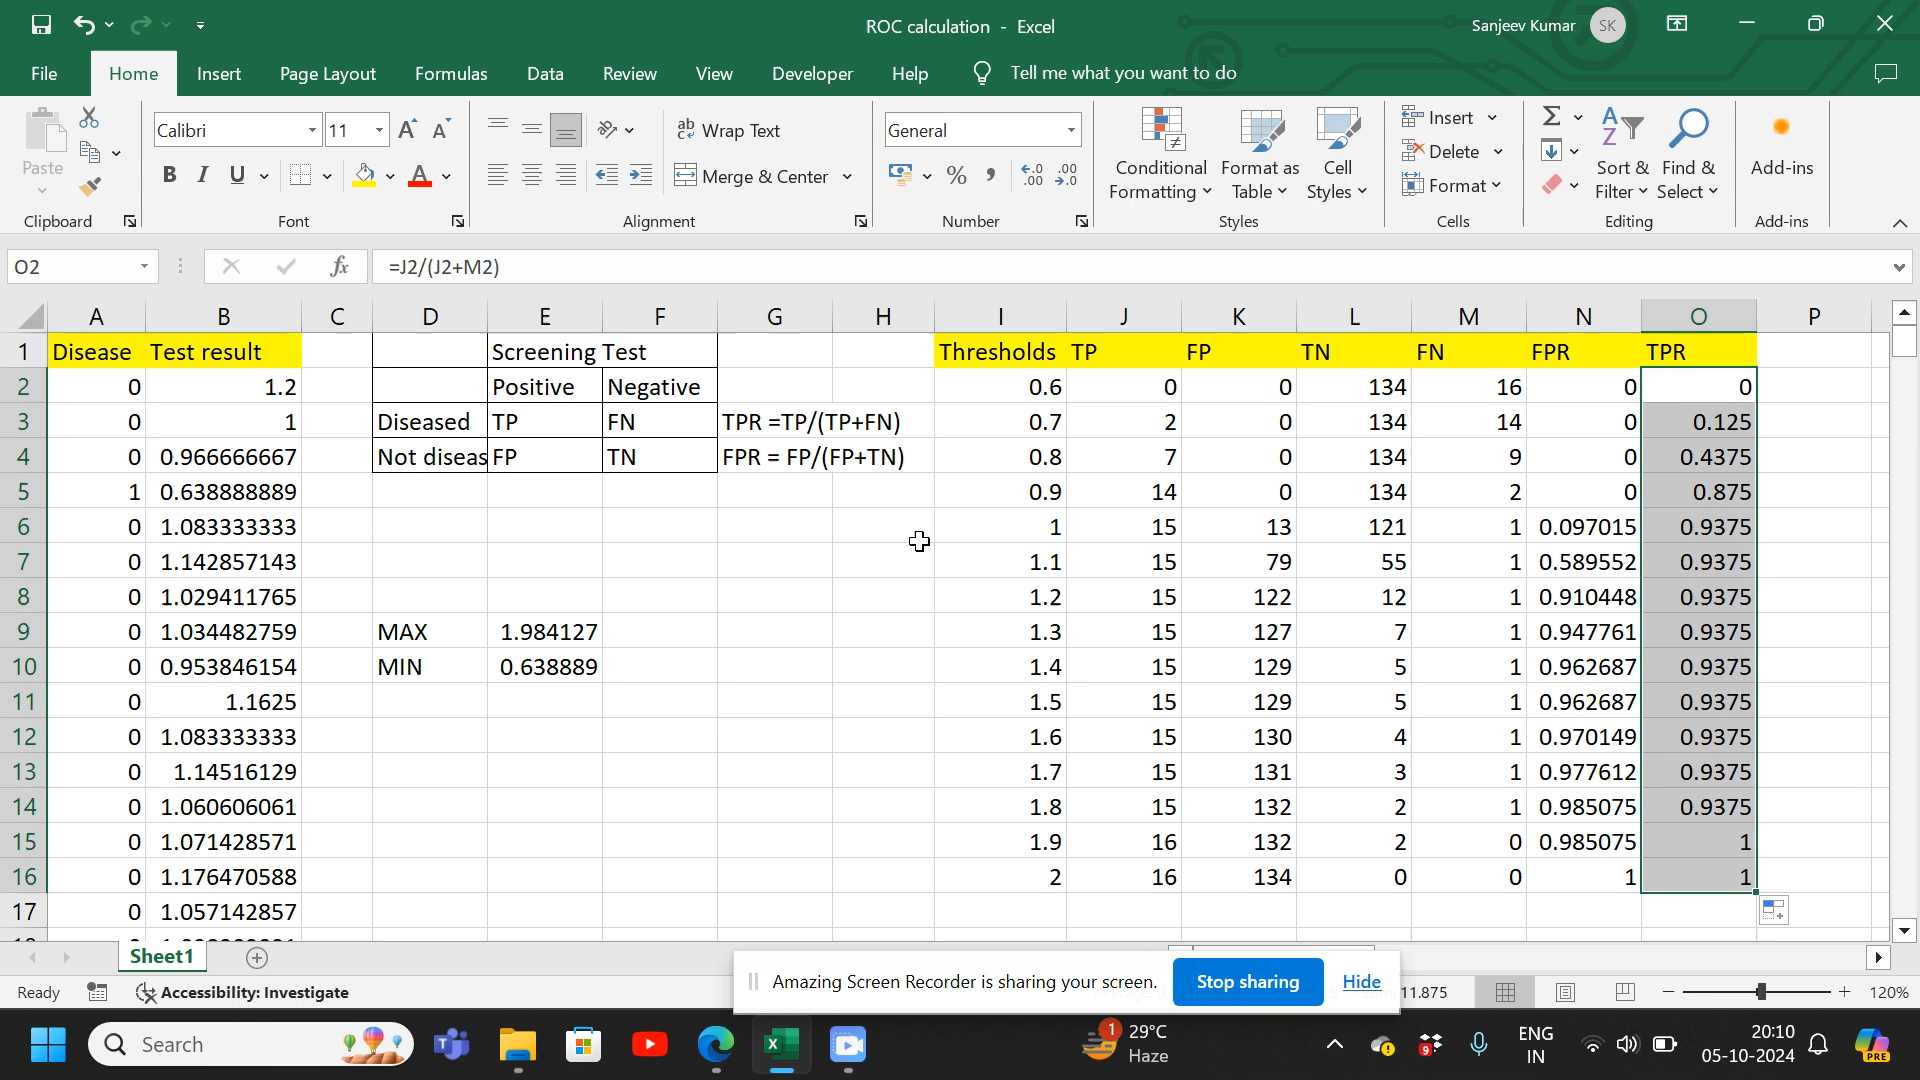 ROC calculation - Excel
Sanjeev Kumar SK
File Home Insert Page Layout Formulas Data Review View Developer Help Tell me what you want to do
Paste
Clipboard
Calibri 11
B I U
Font
Wrap Text
Merge & Center
Alignment
General
Number
Conditional Formatting
Format as Table
Cell Styles
Styles
Insert
Delete
Format
Cells
Sort & Filter
Find & Select
Editing
Add-ins
Add-ins
O2 fx =J2/(J2+M2)
A B C D E F G H I J K L M N O P
1 Disease Test result Screening Test Thresholds TP FP TN FN FPR TPR
2 0 1.2 Positive Negative 0.6 0 0 134 16 0 0
3 0 1 Diseased TP FN TPR =TP/(TP+FN) 0.7 2 0 134 14 0 0.125
4 0 0.966666667 Not diseas FP TN FPR = FP/(FP+TN) 0.8 7 0 134 9 0 0.4375
5 1 0.638888889 0.9 14 0 134 2 0 0.875
6 0 1.083333333 1 15 13 121 1 0.097015 0.9375
7 0 1.142857143 1.1 15 79 55 1 0.589552 0.9375
8 0 1.029411765 1.2 15 122 12 1 0.910448 0.9375
9 0 1.034482759 MAX 1.984127 1.3 15 127 7 1 0.947761 0.9375
10 0 0.953846154 MIN 0.638889 1.4 15 129 5 1 0.962687 0.9375
11 0 1.1625 1.5 15 129 5 1 0.962687 0.9375
12 0 1.083333333 1.6 15 130 4 1 0.970149 0.9375
13 0 1.14516129 1.7 15 131 3 1 0.977612 0.9375
14 0 1.060606061 1.8 15 132 2 1 0.985075 0.9375
15 0 1.071428571 1.9 16 132 2 0 0.985075 1
16 0 1.176470588 2 16 134 0 0 1 1
17 0 1.057142857
Sheet1
Amazing Screen Recorder is sharing your screen. Stop sharing Hide
Ready Accessibility: Investigate 11.875 120%
Search
1 29°C
Haze
9
ENG
IN
20:10
05-10-2024
PRE